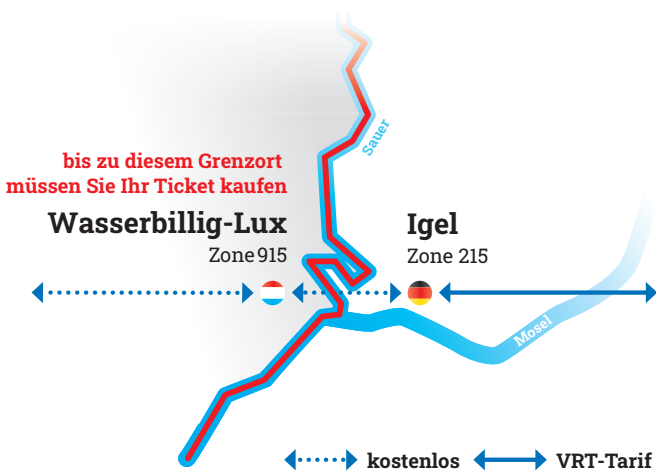 Sauer
bis zu diesem Grenzort
müssen Sie Ihr Ticket kaufen
Wasserbillig-Lux
Zone 915
Igel
Zone 215
Mosel
kostenlos
VRT-Tarif